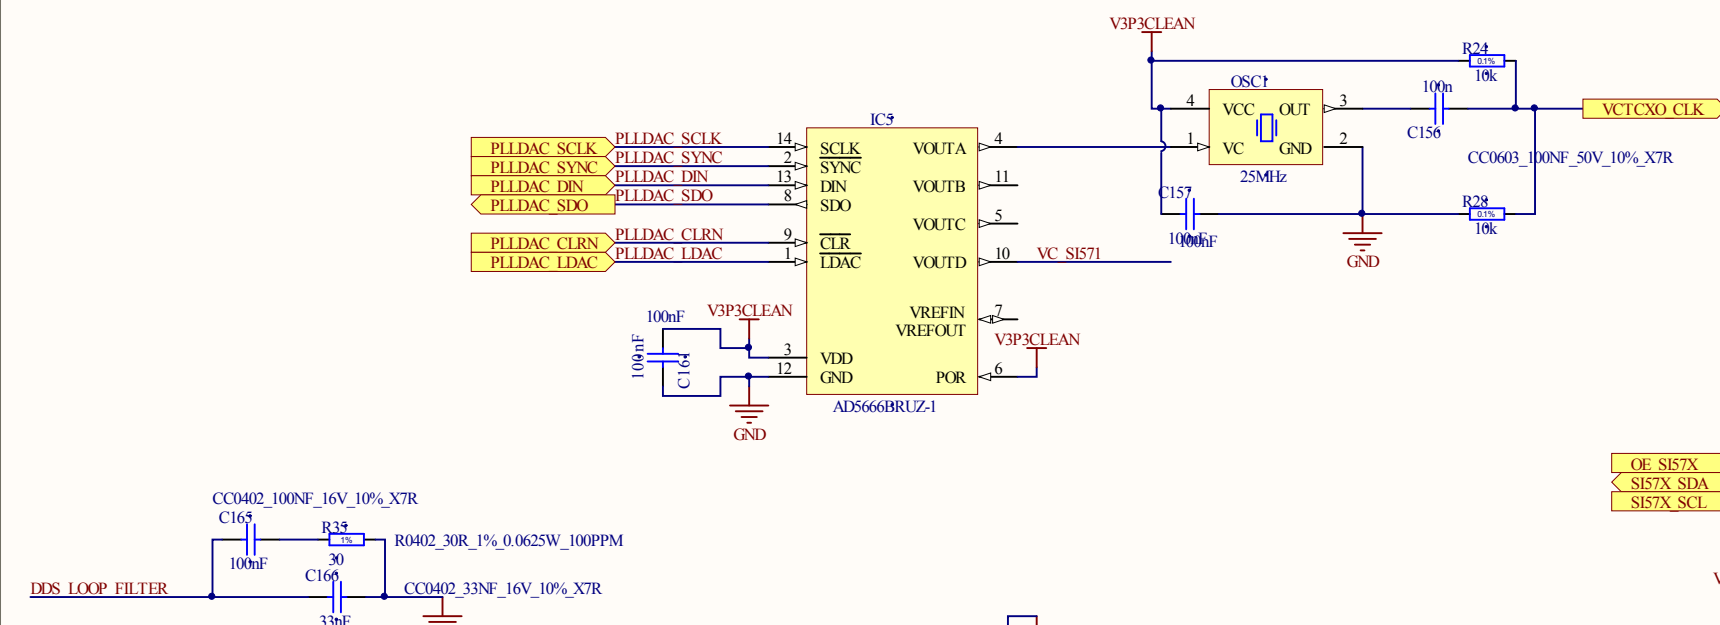 V3P3CLEAN
R24
0.1%
10k
OSC1
100n
4
VCC
OUT
3
VCTCXO_CLK
C156
1
VC
GND
2
25MHz
CC0603_100NF_50V_10%_X7R
C157
100nF
100nF
R28
0.1%
10k
GND
IC5
PLLDAC_SCLK
PLLDAC_SCLK
14
SCLK
VOUTA
4
PLLDAC_SYNC
PLLDAC_SYNC
2
SYNC
PLLDAC_DIN
PLLDAC_DIN
13
DIN
VOUTB
11
PLLDAC_SDO
PLLDAC_SDO
8
SDO
VOUTC
5
PLLDAC_CLRN
PLLDAC_CLRN
9
CLR
PLLDAC_LDAC
PLLDAC_LDAC
1
LDAC
VOUTD
10
VC_SI571
VREFIN
VREFOUT
7
V3P3CLEAN
100nF
100nF
C161
3
VDD
12
GND
POR
6
V3P3CLEAN
AD5666BRUZ-1
GND
OE_SI57X
SI57X_SDA
SI57X_SCL
CC0402_100NF_16V_10%_X7R
C165
100nF
R35
1%
30
R0402_30R_1%_0.0625W_100PPM
C166
DDS_LOOP_FILTER
CC0402_33NF_16V_10%_X7R
33nF